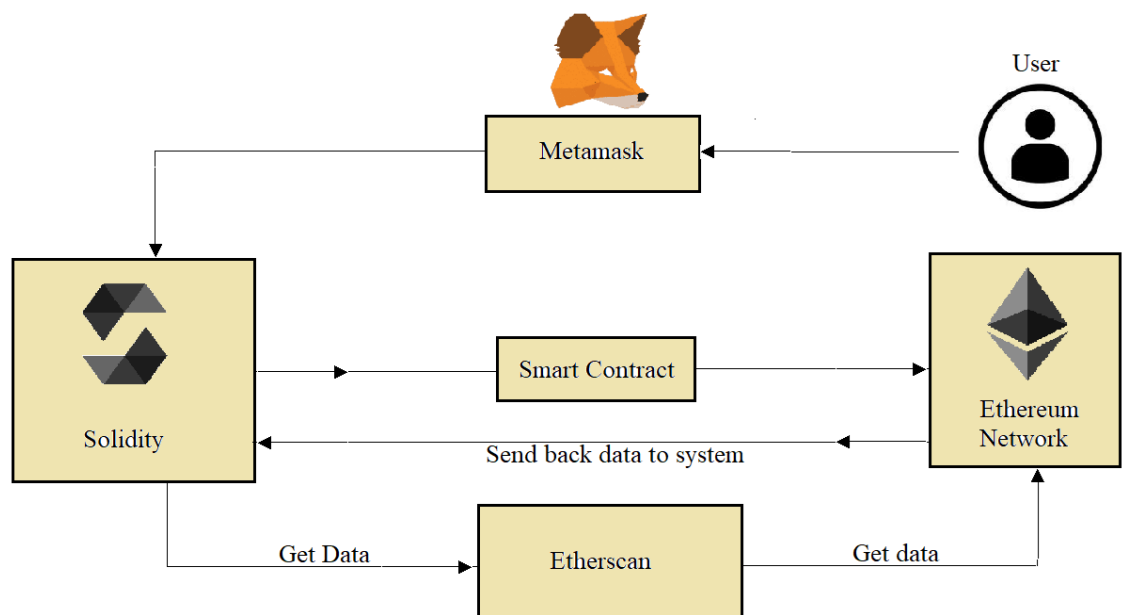 User
Metamask
Smart Contract
Solidity
Ethereum
Network
Send back data to system
Get Data
Etherscan
Get data